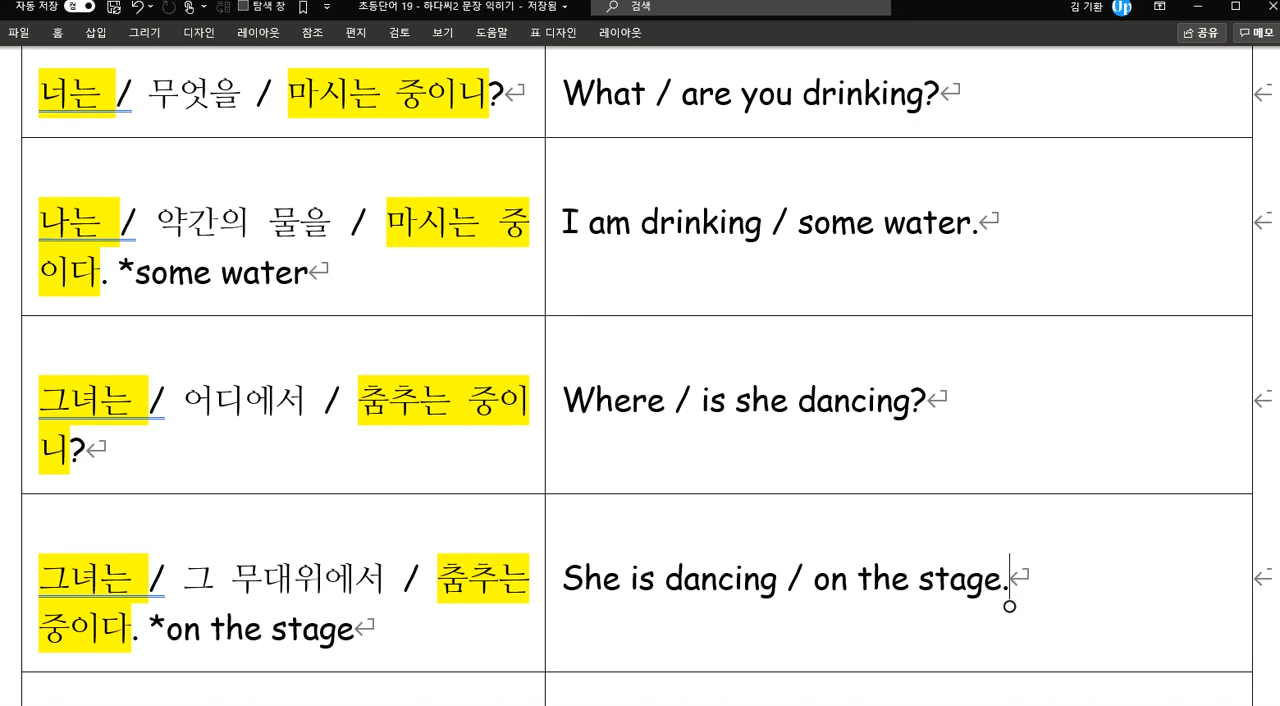 자동 저장 켬 탐색 창 초등단어 19 - 하다씨2 문장 익히기 - 저장됨 검색 김 기환 Up
파일 홈 삽입 그리기 디자인 레이아웃 참조 편지 검토 보기 도움말 표 디자인 레이아웃 공유 메모
너는 / 무엇을 / 마시는 중이니?
What / are you drinking?
나는 / 약간의 물을 / 마시는 중
이다. *some water
I am drinking / some water.
그녀는 / 어디에서 / 춤추는 중이
니?
Where / is she dancing?
그녀는 / 그 무대위에서 / 춤추는
중이다. *on the stage
She is dancing / on the stage.